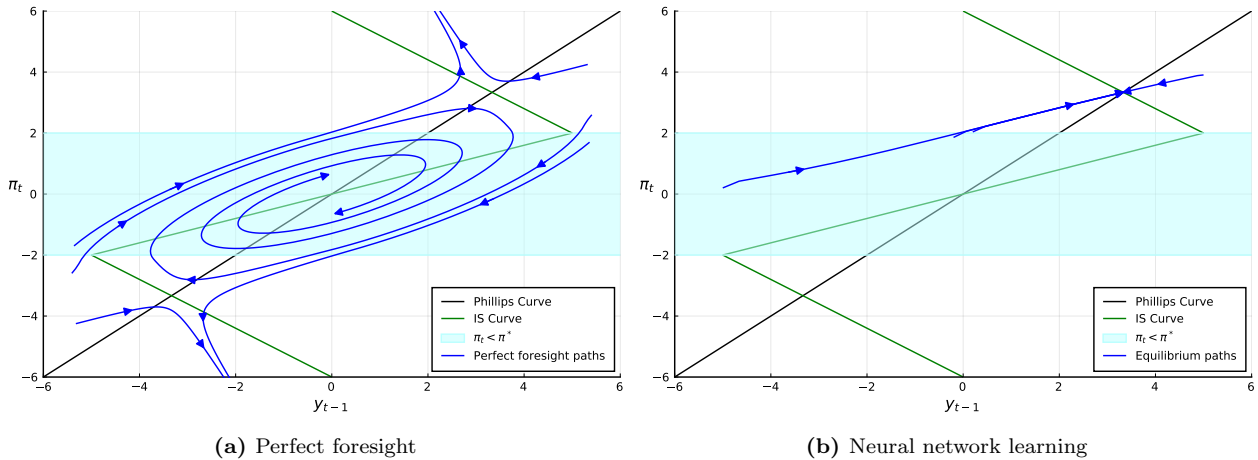 6
4
2
0
−2
−4
−6
π_t
−6
−4
−2
0
2
4
6
y_{t−1}
Phillips Curve
IS Curve
π_t < π*
Perfect foresight paths
(a) Perfect foresight
6
4
2
0
−2
−4
−6
π_t
−6
−4
−2
0
2
4
6
y_{t−1}
Phillips Curve
IS Curve
π_t < π*
Equilibrium paths
(b) Neural network learning